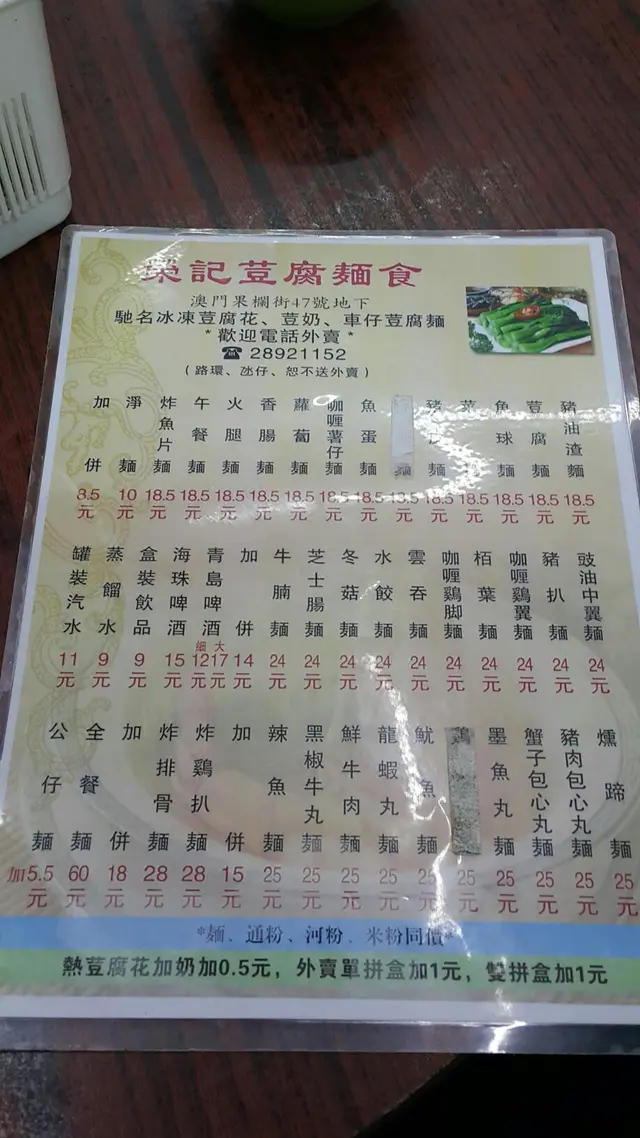 榮記荳腐麵食
澳門果欄街47號地下
馳名冰凍荳腐花、荳奶、車仔荳腐麵
*歡迎電話外賣*
☎28921152
(路環、氹仔、恕不送外賣)
豬油渣麵 18.5元
荳腐麵 18.5元
魚球麵 18.5元
菜麵 18.5元
豬皮麵 18.5元
麵 18.5元
魚蛋麵 18.5元
咖喱薯仔麵 18.5元
蘿蔔麵 18.5元
香腸麵 18.5元
火腿麵 18.5元
午餐麵 18.5元
炸魚片麵 18.5元
淨麵 10元
加併 8.5元
豉油中翼麵 24元
豬扒麵 24元
咖喱鷄翼麵 24元
栢葉麵 24元
咖喱鷄脚麵 24元
雲吞麵 24元
水餃麵 24元
冬菇麵 24元
芝士腸麵 24元
牛腩麵 24元
加併 14元
青島啤酒 細12元 大17元
海珠啤酒 15元
盒裝飲品 9元
蒸餾水 9元
罐裝汽水 11元
燻蹄麵 25元
豬肉包心丸麵 25元
蟹子包心丸麵 25元
墨魚丸麵 25元
鷄麵 25元
魷魚麵 25元
龍蝦丸麵 25元
鮮牛肉麵 25元
黑椒牛丸麵 25元
辣魚麵 25元
加併 15元
炸鷄扒麵 28元
炸排骨麵 28元
加併 18元
全餐麵 60元
公仔麵 加5.5元
*麵、通粉、河粉、米粉同價*
熱荳腐花加奶加0.5元，外賣單拼盒加1元，雙拼盒加1元